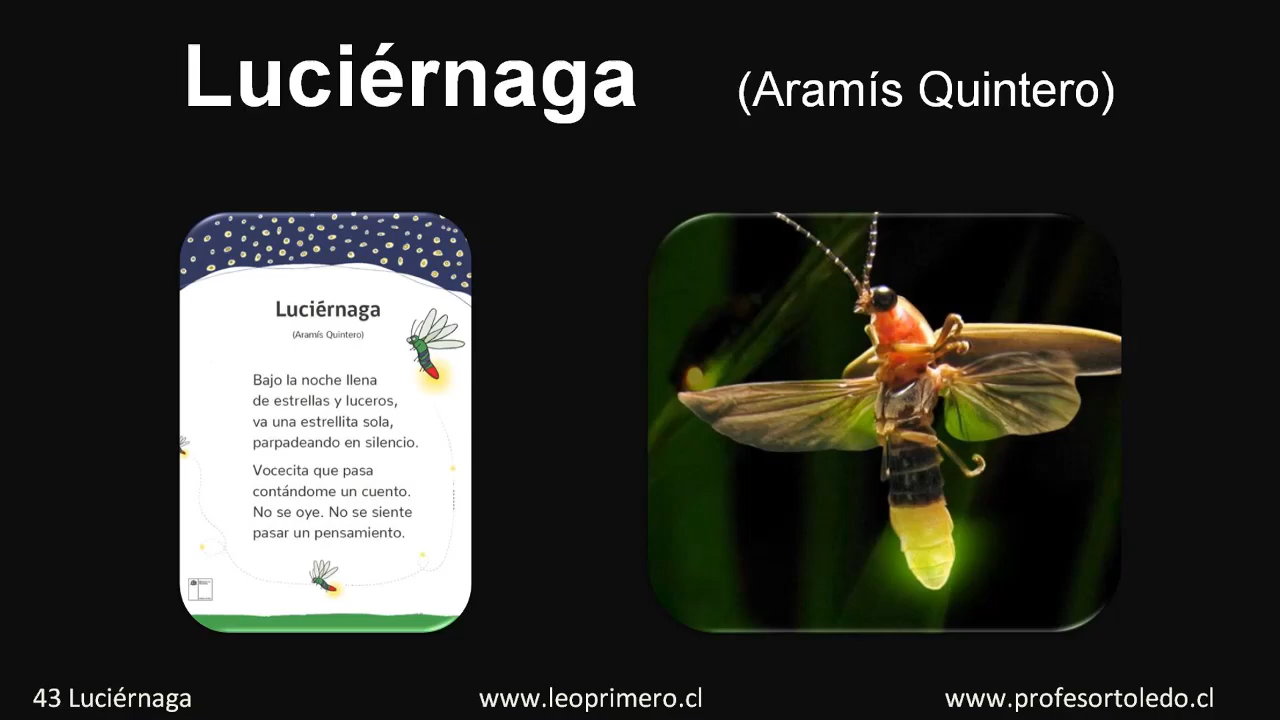 Luciérnaga (Aramís Quintero)
Luciérnaga
(Aramís Quintero)
Bajo la noche llena
de estrellas y luceros,
va una estrellita sola,
parpadeando en silencio.
Vocecita que pasa
contándome un cuento.
No se oye. No se siente
pasar un pensamiento.
43 Luciérnaga
www.leoprimero.cl
www.profesortoledo.cl